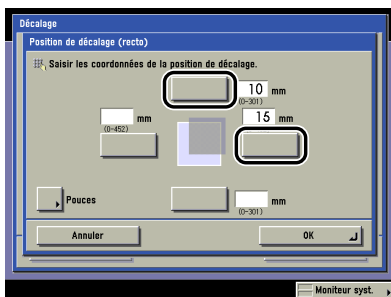 Décalage
Position de décalage (recto)
Saisir les coordonnées de la position de décalage.
10 mm
(0-301)
mm
(0-452)
15 mm
Pouces
mm
(0-301)
Annuler
OK
Moniteur syst.